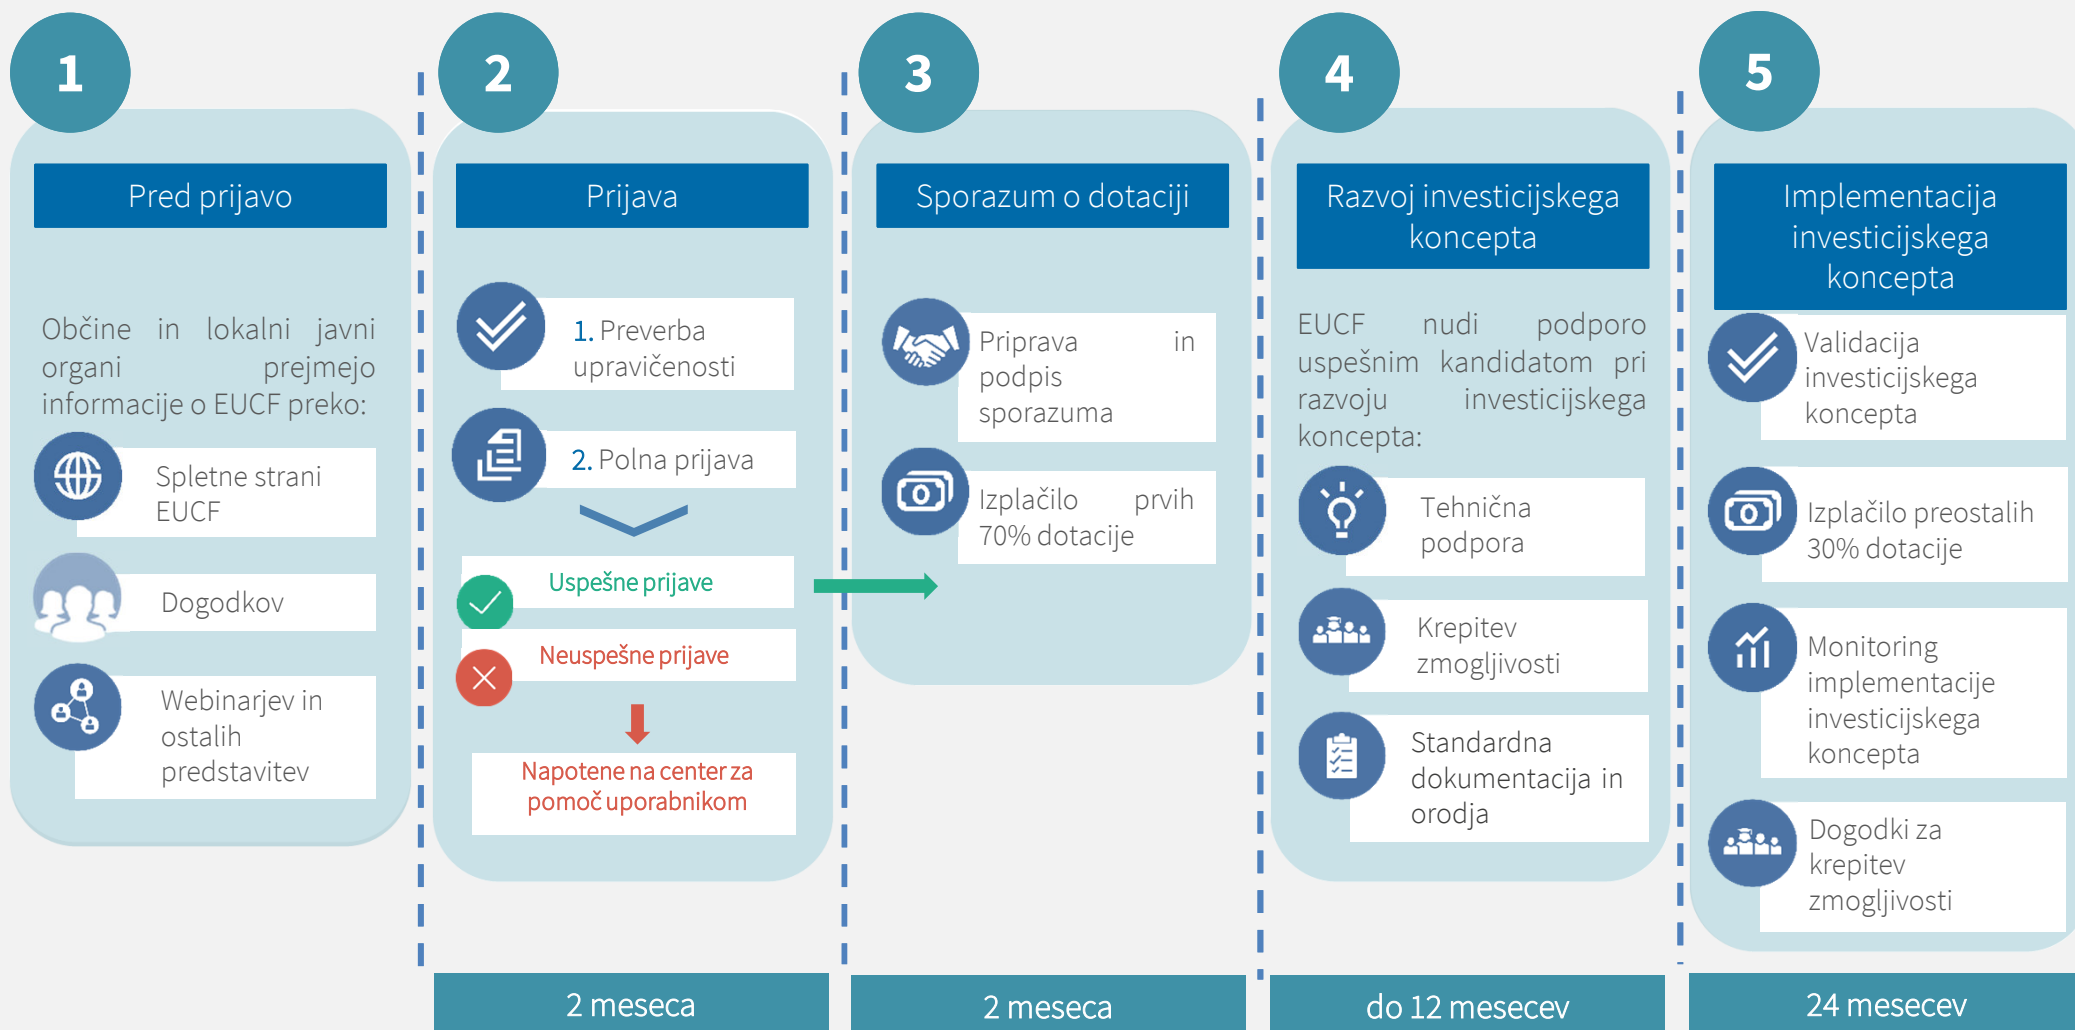 1
Pred prijavo
Občine in lokalni javni
organi prejmejo
informacije o EUCF preko:
Spletne strani
EUCF
Dogodkov
Webinarjev in
ostalih
predstavitev
2
Prijava
1. Preverba
upravičenosti
2. Polna prijava
Uspešne prijave
Neuspešne prijave
Napotene na center za
pomoč uporabnikom
2 meseca
3
Sporazum o dotaciji
Priprava in
podpis
sporazuma
Izplačilo prvih
70% dotacije
2 meseca
4
Razvoj investicijskega
koncepta
EUCF nudi podporo
uspešnim kandidatom pri
razvoju investicijskega
koncepta:
Tehnična
podpora
Krepitev
zmogljivosti
Standardna
dokumentacija in
orodja
do 12 mesecev
5
Implementacija
investicijskega
koncepta
Validacija
investicijskega
koncepta
Izplačilo preostalih
30% dotacije
Monitoring
implementacije
investicijskega
koncepta
Dogodki za
krepitev
zmogljivosti
24 mesecev